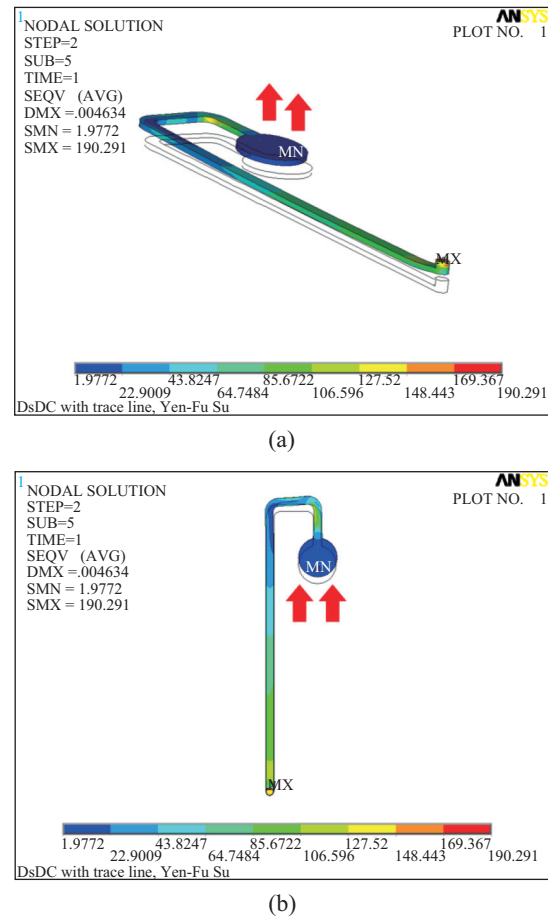 1
NODAL SOLUTION
STEP=2
SUB=5
TIME=1
SEQV (AVG)
DMX=.004634
SMN = 1.9772
SMX = 190.291
ANSYS
PLOT NO. 1
MN
MX
1.9772 43.8247 85.6722 127.52 169.367
22.9009 64.7484 106.596 148.443 190.291
DsDC with trace line, Yen-Fu Su
(a)
1
NODAL SOLUTION
STEP=2
SUB=5
TIME=1
SEQV (AVG)
DMX=.004634
SMN = 1.9772
SMX = 190.291
ANSYS
PLOT NO. 1
MN
MX
1.9772 43.8247 85.6722 127.52 169.367
22.9009 64.7484 106.596 148.443 190.291
DsDC with trace line, Yen-Fu Su
(b)